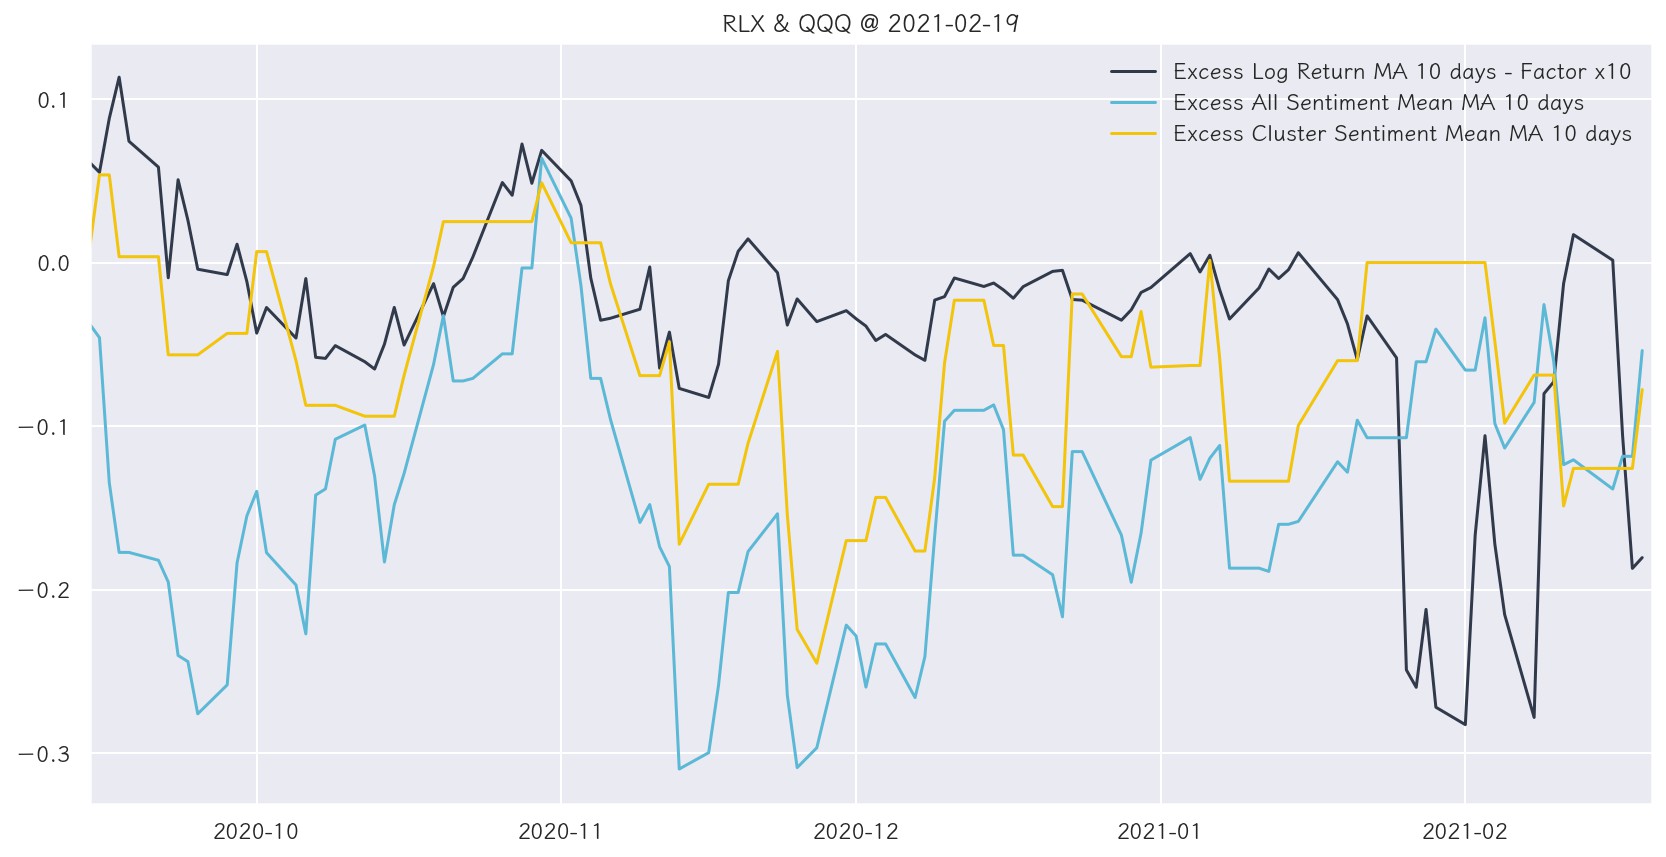 RLX & QQQ @ 2021-02-19
Excess Log Return MA 10 days - Factor x10
Excess All Sentiment Mean MA 10 days
Excess Cluster Sentiment Mean MA 10 days
0.1
0.0
−0.1
−0.2
−0.3
2020-10 2020-11 2020-12 2021-01 2021-02